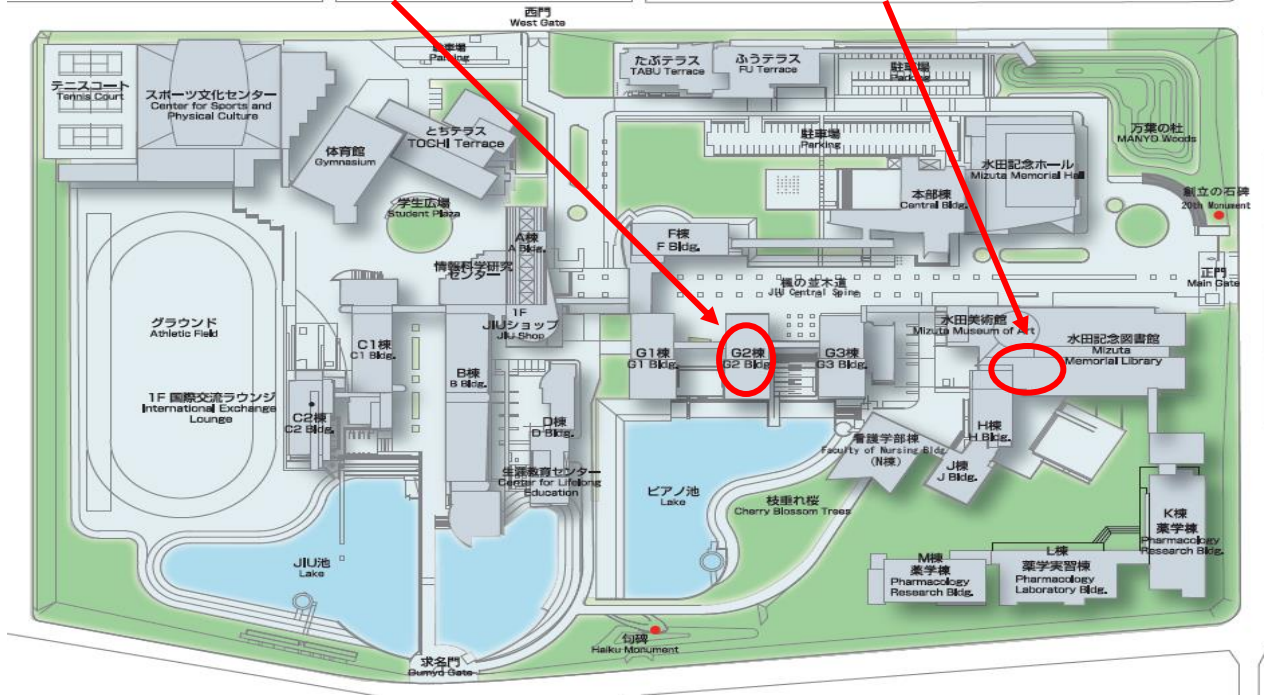 西門
West Gate
駐車場
Parking
たぶテラス
TABU Terrace
ふうテラス
FU Terrace
駐車場
Parking
テニスコート
Tennis Court
スポーツ文化センター
Center for Sports and
Physical Culture
体育館
Gymnasium
とちテラス
TOCHI Terrace
駐車場
Parking
水田記念ホール
Mizuta Memorial Hall
万葉の杜
MANYO Woods
本部棟
Central Bldg.
創立の石碑
20th Monument
学生広場
Student Plaza
A棟
A Bldg.
F棟
F Bldg.
情報科学研究
センター
楓の並木道
JIU Central Spine
正門
Main Gate
1F
JIUショップ
JIU Shop
グラウンド
Athletic Field
C1棟
C1 Bldg.
B棟
B Bldg.
G1棟
G1 Bldg.
G2棟
G2 Bldg.
G3棟
G3 Bldg.
水田美術館
Mizuta Museum of Art
水田記念図書館
Mizuta
Memorial Library
1F 国際交流ラウンジ
International Exchange
Lounge
C2棟
C2 Bldg.
D棟
D Bldg.
H棟
H Bldg.
看護学部棟
Faculty of Nursing Bldg.
(N棟)
J棟
J Bldg.
生涯教育センター
Center for Lifelong
Education
ピアノ池
Lake
枝垂れ桜
Cherry Blossom Trees
K棟
薬学棟
Pharmacology
Research Bldg.
JIU池
Lake
M棟
薬学棟
Pharmacology
Research Bldg.
L棟
薬学実習棟
Pharmacology
Laboratory Bldg.
句碑
Haiku Monument
求名門
Gumyo Gate